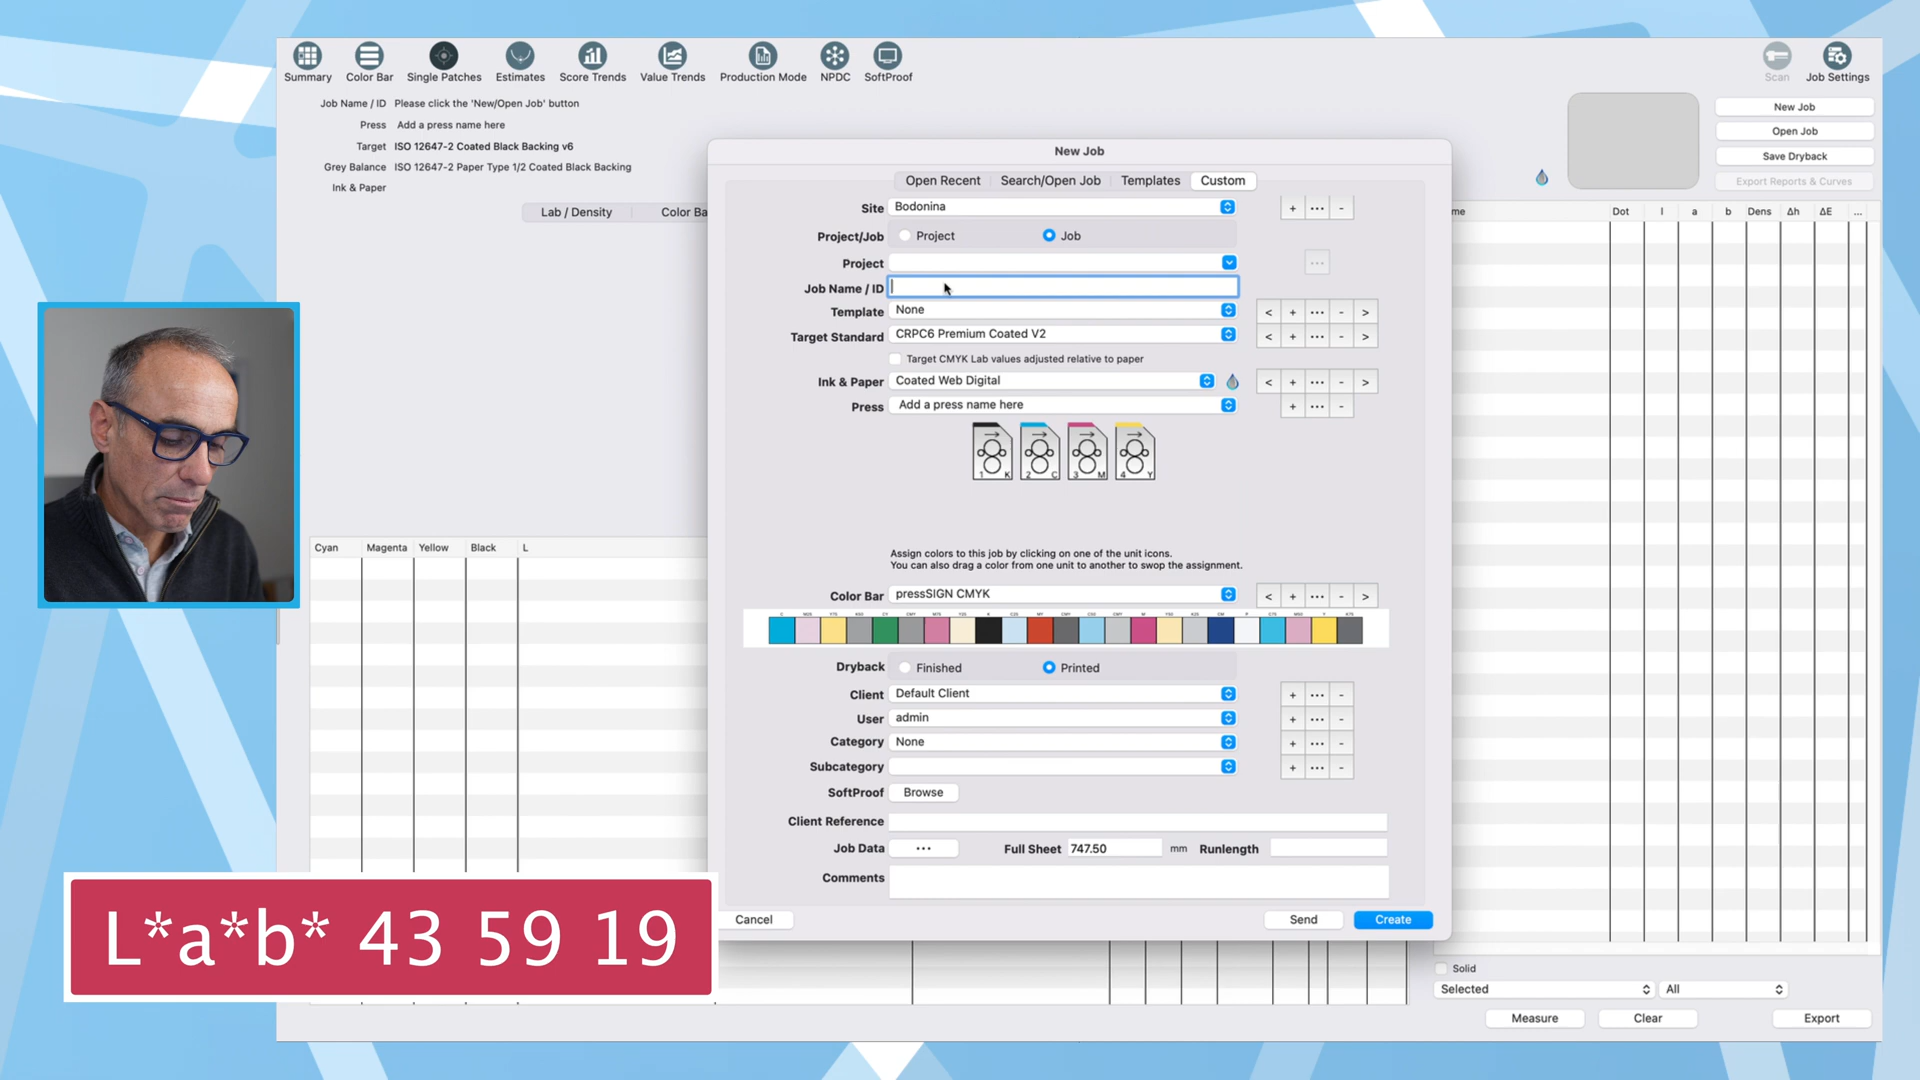 Summary
Color Bar
Single Patches
Estimates
Score Trends
Value Trends
Production Mode
NPDC
SoftProof
Scan
Job Settings
Job Name / ID Please click the 'New/Open Job' button
Press Add a press name here
Target ISO 12647-2 Coated Black Backing v6
Grey Balance ISO 12647-2 Paper Type 1/2 Coated Black Backing
Ink & Paper
Lab / Density
Color Ba
New Job
Open Job
Save Dryback
Export Reports & Curves
me Dot l a b Dens Δh ΔE ...
Cyan Magenta Yellow Black L
New Job
Open Recent Search/Open Job Templates Custom
Site Bodonina + ... -
Project/Job Project Job
Project ...
Job Name / ID
Template None < + ... - >
Target Standard CRPC6 Premium Coated V2 < + ... - >
Target CMYK Lab values adjusted relative to paper
Ink & Paper Coated Web Digital < + ... - >
Press Add a press name here + ... -
1 K 2 C 3 M 4 Y
Assign colors to this job by clicking on one of the unit icons.
You can also drag a color from one unit to another to swop the assignment.
Color Bar pressSIGN CMYK < + ... - >
Dryback Finished Printed
Client Default Client + ... -
User admin + ... -
Category None + ... -
Subcategory + ... -
SoftProof Browse
Client Reference
Job Data ... Full Sheet 747.50 mm Runlength
Comments
Cancel Send Create
L*a*b* 43 59 19
Solid
Selected All
Measure Clear Export